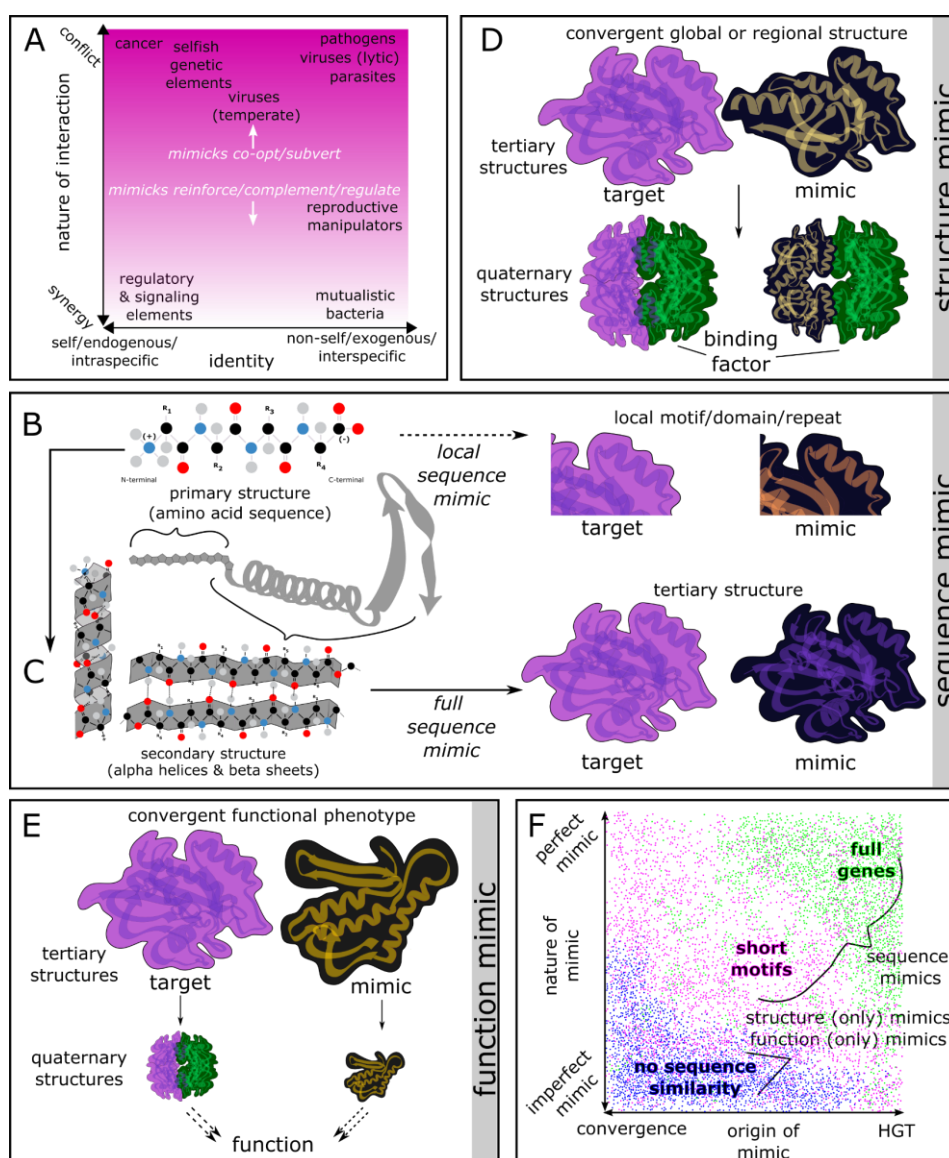 A
conflict
nature of interaction
synergy
cancer
selfish
genetic
elements
pathogens
viruses (lytic)
parasites
viruses
(temperate)
mimicks co-opt/subvert
mimicks reinforce/complement/regulate
reproductive
manipulators
regulatory
& signaling
elements
mutualistic
bacteria
self/endogenous/
intraspecific
identity
non-self/exogenous/
interspecific
D
convergent global or regional structure
tertiary
structures
target
mimic
quaternary
structures
binding
factor
structure mimic
B
R1
R3
(+)
(-)
R2
R4
N-terminal
C-terminal
primary structure
(amino acid sequence)
local
sequence
mimic
local motif/domain/repeat
target
mimic
C
secondary structure
(alpha helices & beta sheets)
full
sequence
mimic
tertiary structure
target
mimic
sequence mimic
E
convergent functional phenotype
tertiary
structures
target
mimic
quaternary
structures
function
function mimic
F
perfect
mimic
nature of
mimic
imperfect
mimic
full
genes
short
motifs
sequence
mimics
structure (only) mimics
function (only) mimics
no sequence
similarity
convergence
origin of
mimic
HGT